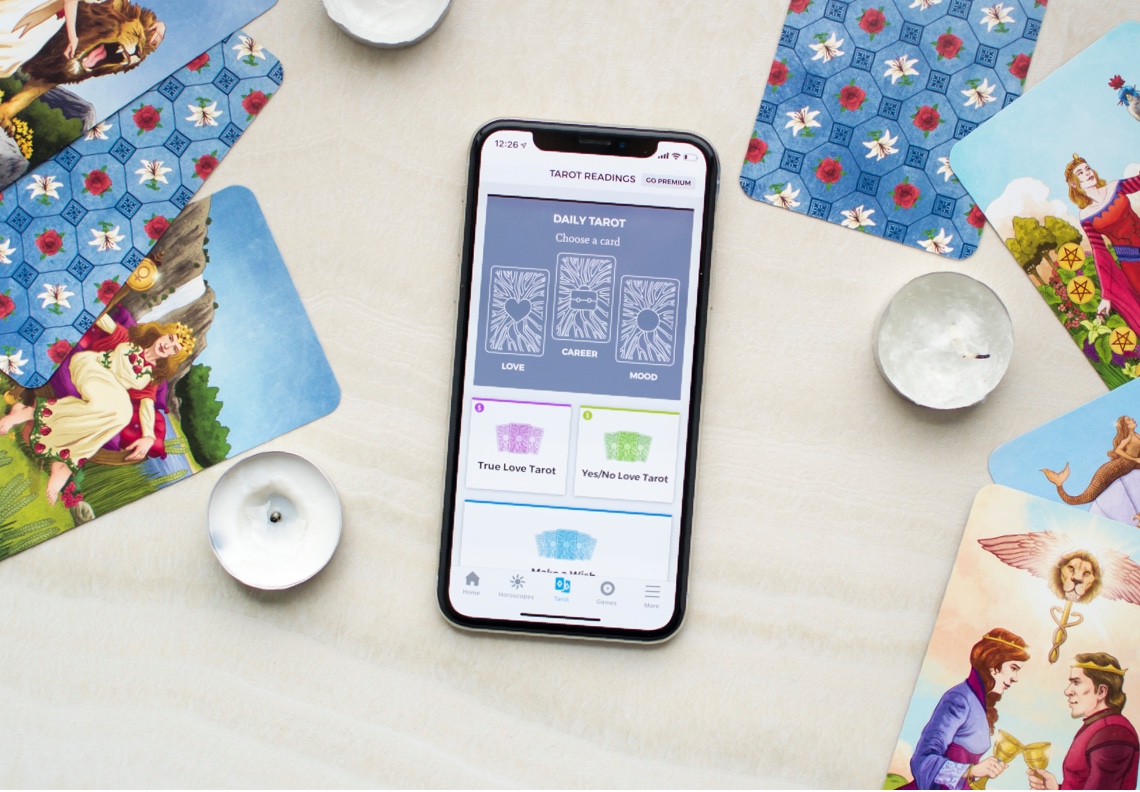 12:26
TAROT READINGS GO PREMIUM
DAILY TAROT
Choose a card
LOVE
CAREER
MOOD
$ $
True Love Tarot Yes/No Love Tarot
Make a Wish
Home Horoscopes Tarot Games More